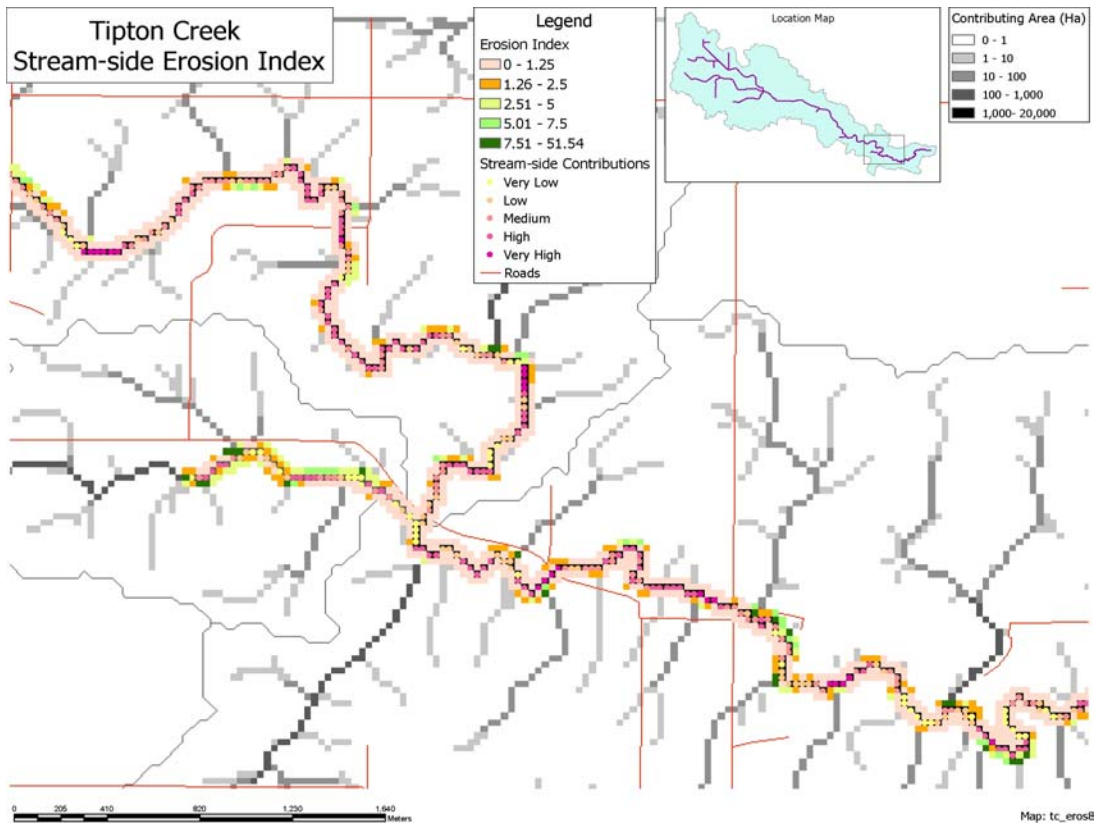 Tipton Creek
Stream-side Erosion Index
Legend
Erosion Index
0 - 1.25
1.26 - 2.5
2.51 - 5
5.01 - 7.5
7.51 - 51.54
Stream-side Contributions
Very Low
Low
Medium
High
Very High
Roads
Location Map
Contributing Area (Ha)
0 - 1
1 - 10
10 - 100
100 - 1,000
1,000- 20,000
0 205 410 820 1,230 1,640
Meters
Map: tc_eros8